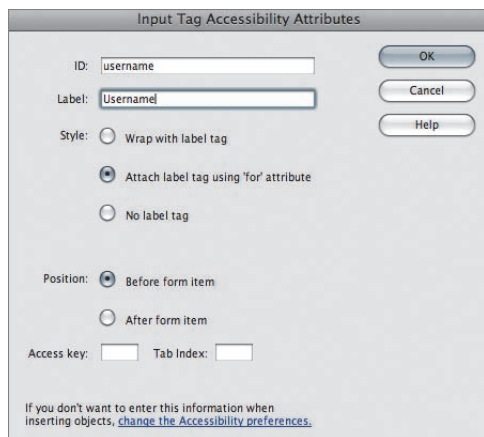 Input Tag Accessibility Attributes
ID: username
OK
Label: Username
Cancel
Style: Wrap with label tag
Help
Attach label tag using 'for' attribute
No label tag
Position: Before form item
After form item
Access key: Tab Index:
If you don't want to enter this information when
inserting objects, change the Accessibility preferences.